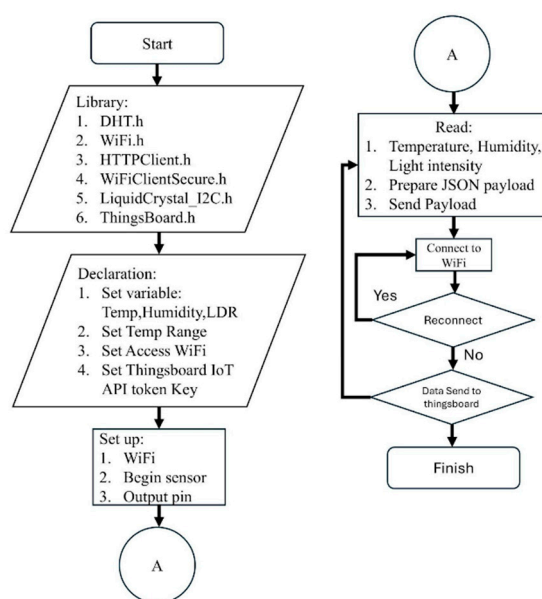 Start
Library:
1. DHT.h
2. WiFi.h
3. HTTPClient.h
4. WiFiClientSecure.h
5. LiquidCrystal_I2C.h
6. ThingsBoard.h
Declaration:
1. Set variable:
Temp,Humidity,LDR
2. Set Temp Range
3. Set Access WiFi
4. Set Thingsboard IoT
API token Key
Set up:
1. WiFi
2. Begin sensor
3. Output pin
A
A
Read:
1. Temperature, Humidity,
Light intensity
2. Prepare JSON payload
3. Send Payload
Connect to
WiFi
Yes
Reconnect
No
Data Send to
thingsboard
Finish